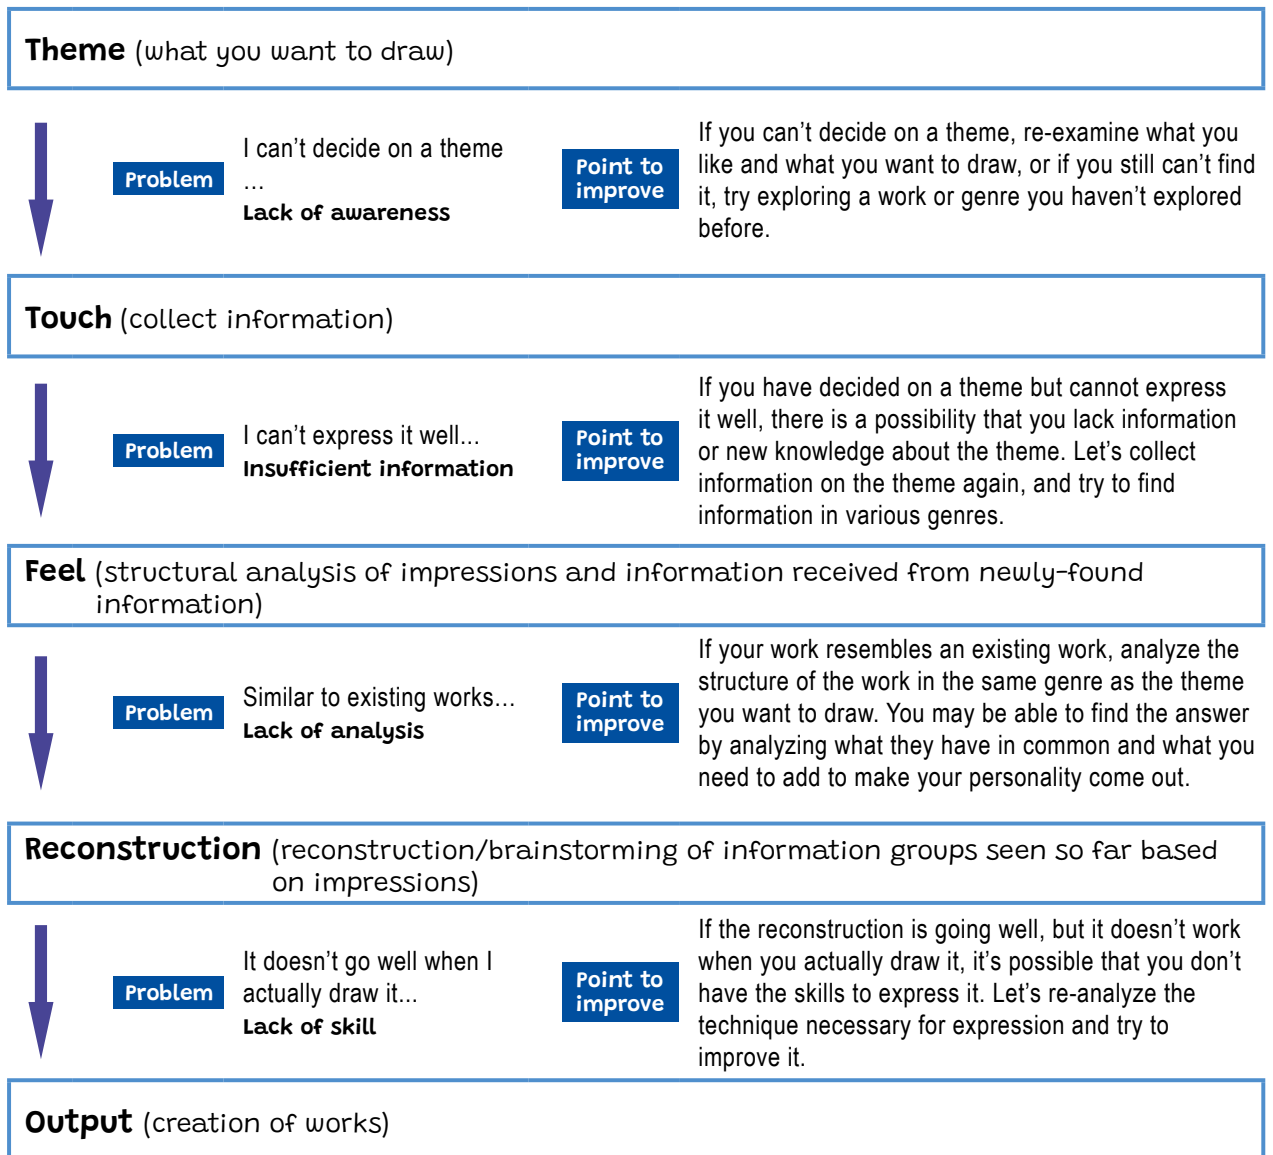 Theme (what you want to draw)
Problem
I can't decide on a theme
...
Lack of awareness
Point to
improve
If you can't decide on a theme, re-examine what you
like and what you want to draw, or if you still can't find
it, try exploring a work or genre you haven't explored
before.
Touch (collect information)
Problem
I can't express it well...
Insufficient information
Point to
improve
If you have decided on a theme but cannot express
it well, there is a possibility that you lack information
or new knowledge about the theme. Let's collect
information on the theme again, and try to find
information in various genres.
Feel (structural analysis of impressions and information received from newly-found
information)
Problem
Similar to existing works...
Lack of analysis
Point to
improve
If your work resembles an existing work, analyze the
structure of the work in the same genre as the theme
you want to draw. You may be able to find the answer
by analyzing what they have in common and what you
need to add to make your personality come out.
Reconstruction (reconstruction/brainstorming of information groups seen so far based
on impressions)
Problem
It doesn't go well when I
actually draw it...
Lack of skill
Point to
improve
If the reconstruction is going well, but it doesn't work
when you actually draw it, it's possible that you don't
have the skills to express it. Let's re-analyze the
technique necessary for expression and try to
improve it.
Output (creation of works)